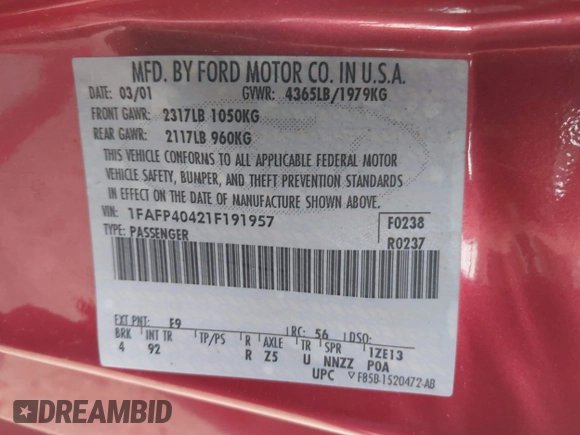 MFD. BY FORD MOTOR CO. IN U.S.A.
DATE: 03/01 GVWR: 4365LB/1979KG
FRONT GAWR: 2317LB 1050KG
REAR GAWR: 2117LB 960KG
THIS VEHICLE CONFORMS TO ALL APPLICABLE FEDERAL MOTOR
VEHICLE SAFETY, BUMPER, AND THEFT PREVENTION STANDARDS
IN EFFECT ON THE DATE OF MANUFACTURE SHOWN ABOVE.
VIN: 1FAFP40421F191957 F0238
TYPE: PASSENGER R0237
EXT PNT: E9 RC: 56 DSO:
BRK INT TR TP/PS R AXLE TR SPR 1ZE13
4 92 R Z5 U NNZZ P0A
UPC F85B-1520472-AB
DREAMBID